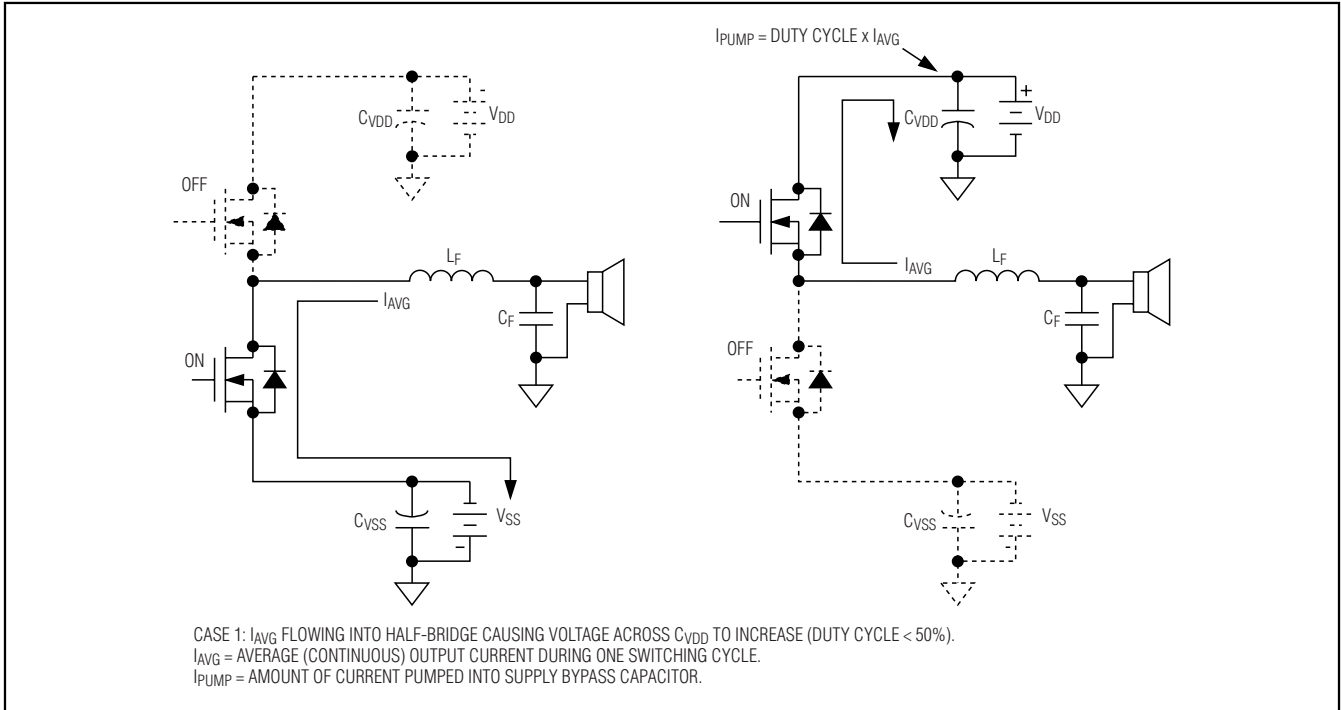 IPUMP = DUTY CYCLE x IAVG
-
CVDD
VDD
OFF
LF
IAVG
CF
ON
CVSS
VSS
-
+
CVDD
VDD
ON
LF
IAVG
CF
OFF
CVSS
VSS
-
CASE 1: IAVG FLOWING INTO HALF-BRIDGE CAUSING VOLTAGE ACROSS CVDD TO INCREASE (DUTY CYCLE < 50%).
IAVG = AVERAGE (CONTINUOUS) OUTPUT CURRENT DURING ONE SWITCHING CYCLE.
IPUMP = AMOUNT OF CURRENT PUMPED INTO SUPPLY BYPASS CAPACITOR.